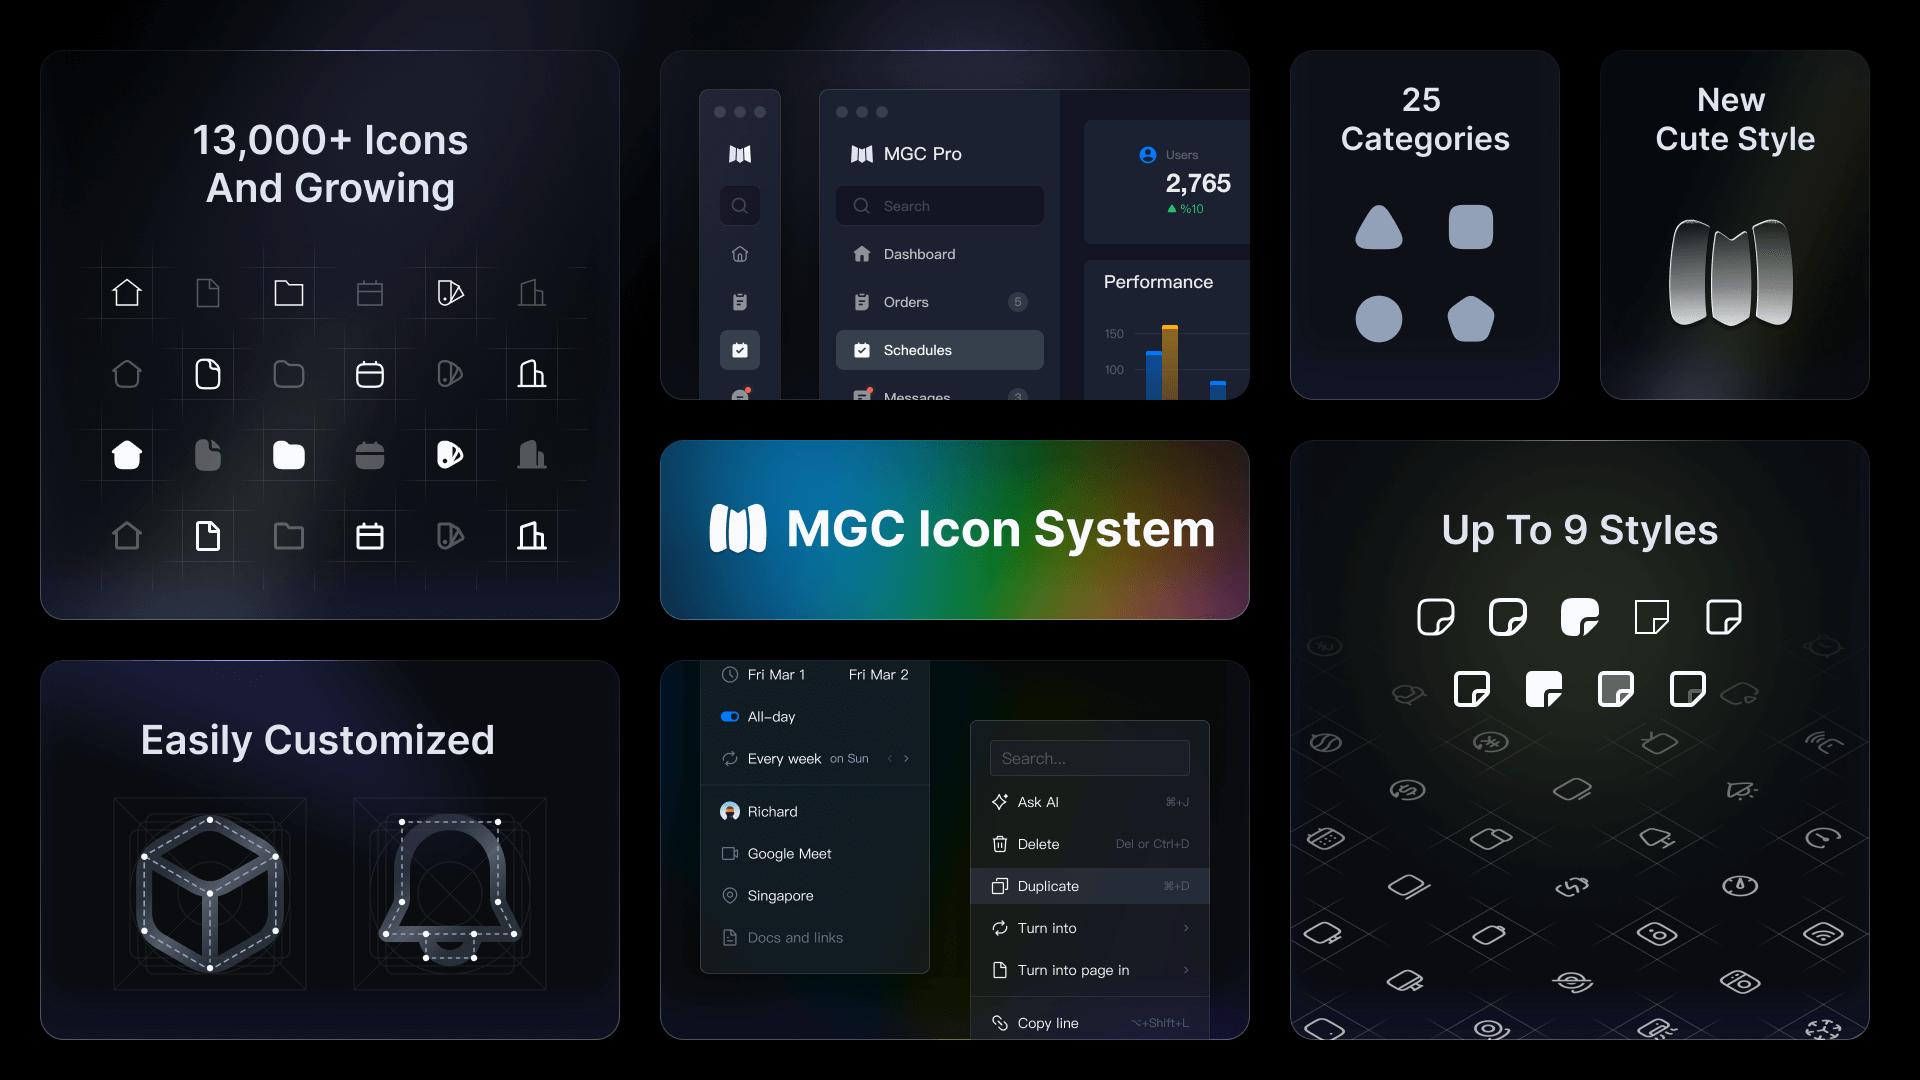 13,000+ Icons
And Growing
MGC Pro
Search
Dashboard
Orders 5
Schedules
Messages 3
Users
2,765
%10
Performance
150
100
25
Categories
New
Cute Style
MGC Icon System
Up To 9 Styles
Easily Customized
Fri Mar 1 Fri Mar 2
All-day
Every week on Sun
Richard
Google Meet
Singapore
Docs and links
Search...
Ask AI ⌘+J
Delete Del or Ctrl+D
Duplicate ⌘+D
Turn into
Turn into page in
Copy line ⌥+Shift+L